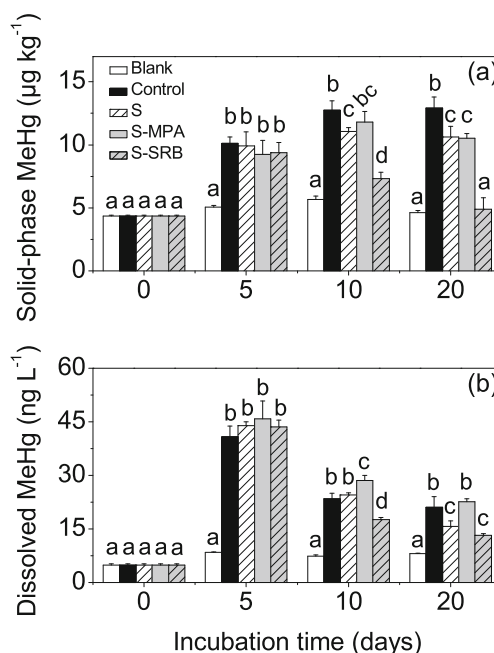 Solid-phase MeHg (µg kg⁻¹)
(a)
15
10
5
0
Blank
Control
S
S-MPA
S-SRB
a a a a a
a b b b b
a b c bc d
a b c c a
0 5 10 20
Dissolved MeHg (ng L⁻¹)
(b)
60
45
30
15
0
a a a a a
a b b b b
a b b c d
a b c b d
0 5 10 20
Incubation time (days)